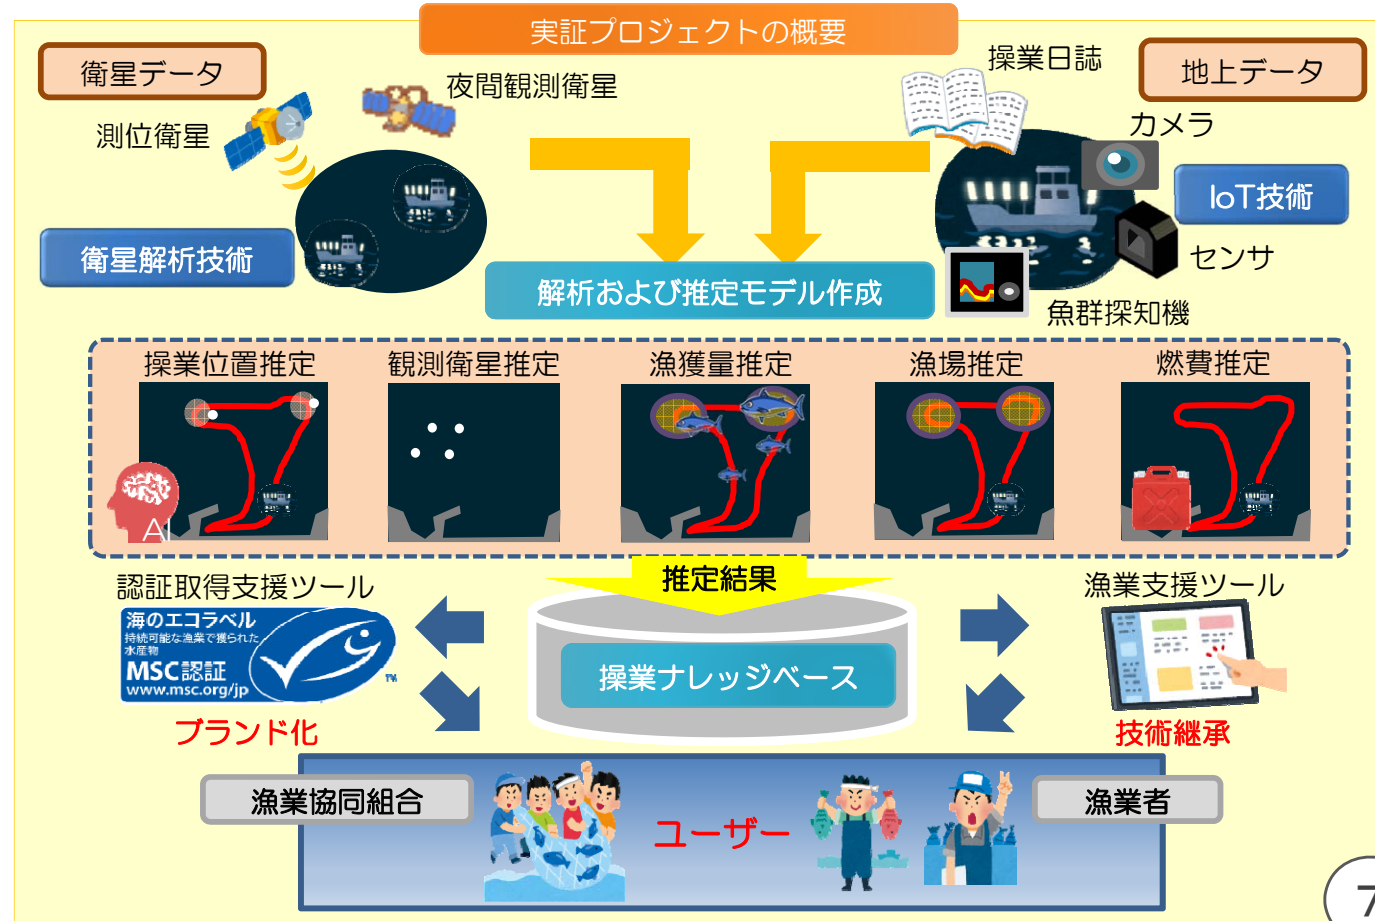 実証プロジェクトの概要
衛星データ
夜間観測衛星
測位衛星
衛星解析技術
操業日誌
地上データ
カメラ
IoT技術
センサ
魚群探知機
解析および推定モデル作成
操業位置推定
観測衛星推定
漁獲量推定
漁場推定
燃費推定
AI
推定結果
認証取得支援ツール
海のエコラベル
持続可能な漁業で獲られた
水産物
MSC認証
www.msc.org/jp
TM
ブランド化
操業ナレッジベース
漁業支援ツール
技術継承
漁業協同組合
ユーザー
漁業者
7